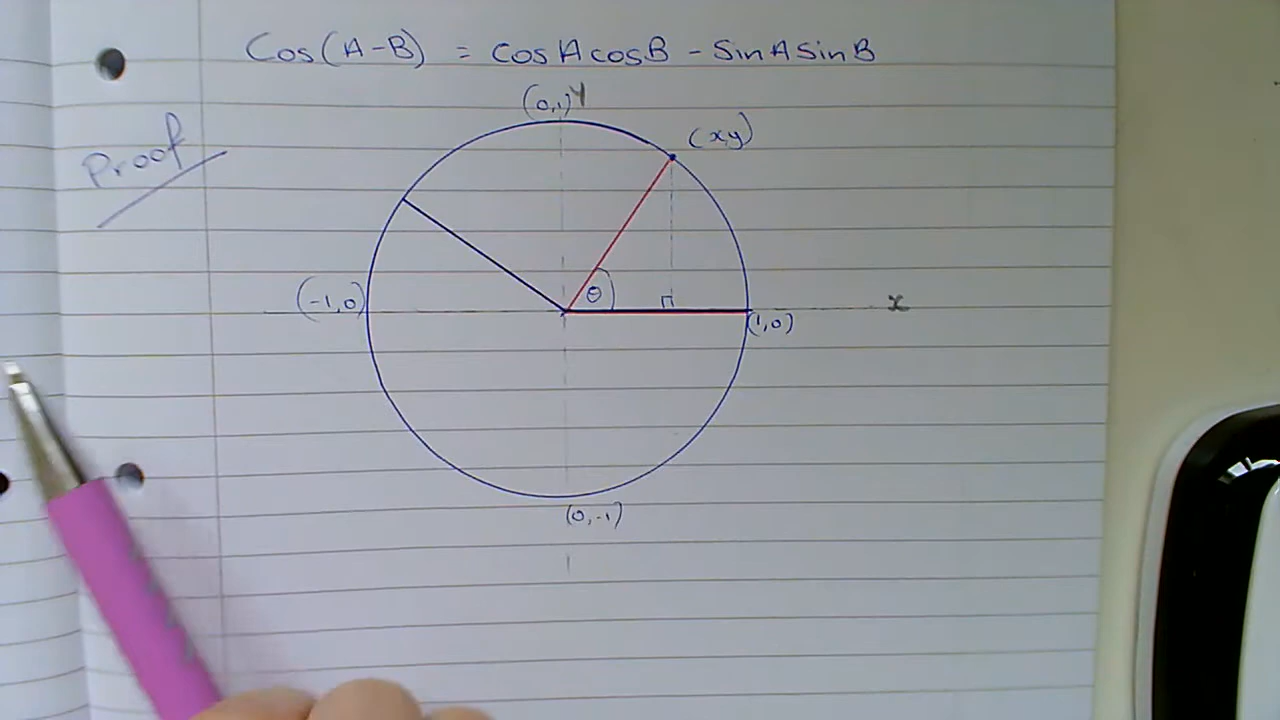 Cos(A-B) = CosAcosB - SinASinB
(0,1) Y
(x,y)
Proof
(-1,0)
θ
x
(1,0)
(0,-1)